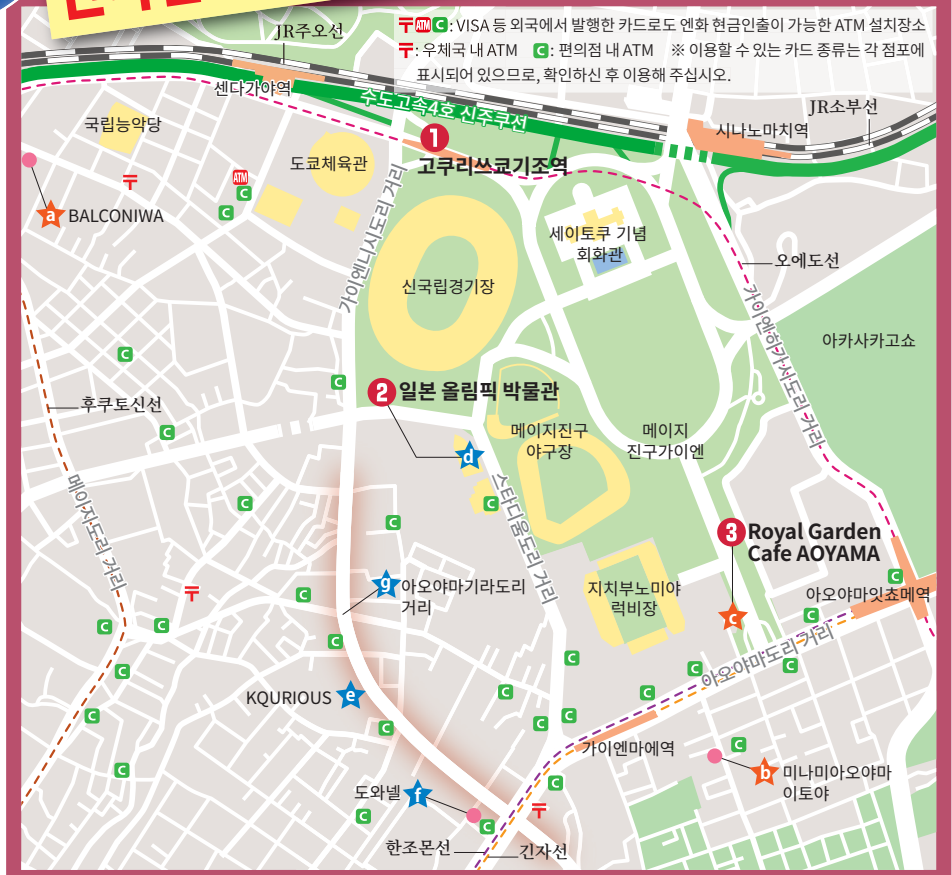 〒 ATM C : VISA 등 외국에서 발행한 카드로도 엔화 현금인출이 가능한 ATM 설치장소
〒: 우체국 내 ATM C : 편의점 내 ATM ※ 이용할 수 있는 카드 종류는 각 점포에
표시되어 있으므로, 확인하신 후 이용해 주십시오.
JR주오선
센다가야역
수도고속4호 신주쿠선
JR소부선
시나노마치역
국립능악당
도쿄체육관
1
고쿠리쓰쿄기조역
ATM
a BALCONIWA
가이엔니시도리 거리
세이토쿠 기념
회화관
오에도선
신국립경기장
가이엔히가시도리 거리
아카사카고쇼
후쿠토신선
2 일본 올림픽 박물관
메이지진구
야구장
메이지
진구가이엔
d
스타디움도리 거리
메이지도리 거리
3 Royal Garden
Cafe AOYAMA
g 아오야마기라도리
거리
지치부노미야
럭비장
c
아오야마잇쵸메역
아오야마도리 거리
KQURIOUS e
가이엔마에역
b 미나미아오야마
이토야
도와넬 f
한조몬선
긴자선